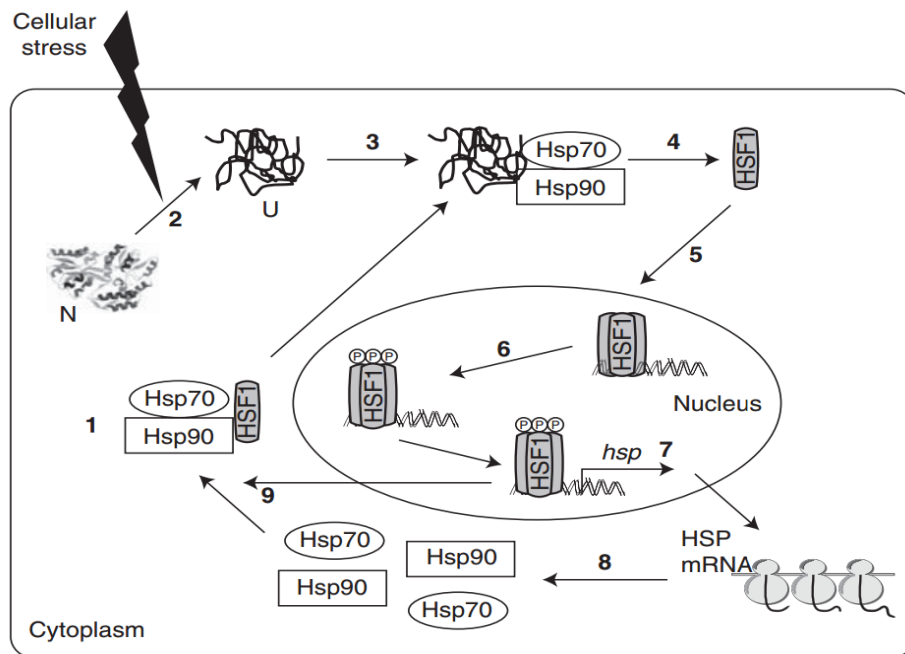 Cellular
stress
2
N
U
3
Hsp70
Hsp90
4
HSF1
5
HSF1
6
P P P
HSF1
Nucleus
1
Hsp70
Hsp90
HSF1
P P P
HSF1
hsp
7
9
HSP
mRNA
8
Hsp70
Hsp90
Hsp90
Hsp70
Cytoplasm